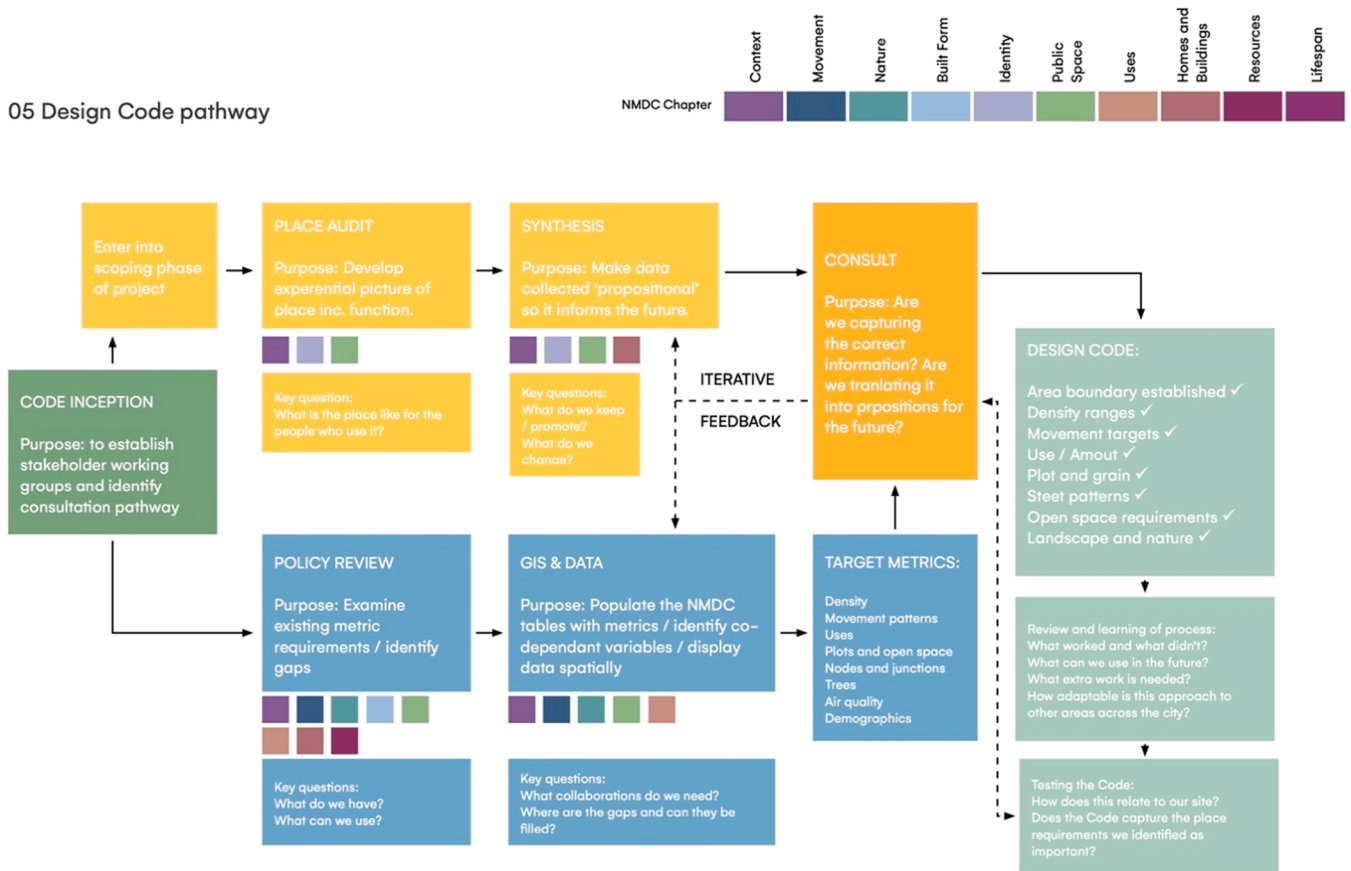 05 Design Code pathway
NMDC Chapter
Context
Movement
Nature
Built Form
Identity
Public
Space
Uses
Homes and
Buildings
Resources
Lifespan
Enter into
scoping phase
of project
PLACE AUDIT
Purpose: Develop
experential picture of
place inc. function.
Key question:
What is the place like for the
people who use it?
SYNTHESIS
Purpose: Make data
collected ‘propositional’
so it informs the future.
Key questions:
What do we keep
/ promote?
What do we
change?
CONSULT
Purpose: Are
we capturing
the correct
information? Are
we tranlating it
into prpositions for
the future?
ITERATIVE
FEEDBACK
CODE INCEPTION
Purpose: to establish
stakeholder working
groups and identify
consultation pathway
POLICY REVIEW
Purpose: Examine
existing metric
requirements / identify
gaps
Key questions:
What do we have?
What can we use?
GIS & DATA
Purpose: Populate the NMDC
tables with metrics / identify co-
dependant variables / display
data spatially
Key questions:
What collaborations do we need?
Where are the gaps and can they be
filled?
TARGET METRICS:
Density
Movement patterns
Uses
Plots and open space
Nodes and junctions
Trees
Air quality
Demographics
DESIGN CODE:
Area boundary established ✓
Density ranges ✓
Movement targets ✓
Use / Amout ✓
Plot and grain ✓
Steet patterns ✓
Open space requirements ✓
Landscape and nature ✓
Review and learning of process:
What worked and what didn’t?
What can we use in the future?
What extra work is needed?
How adaptable is this approach to
other areas across the city?
Testing the Code:
How does this relate to our site?
Does the Code capture the place
requirements we identified as
important?